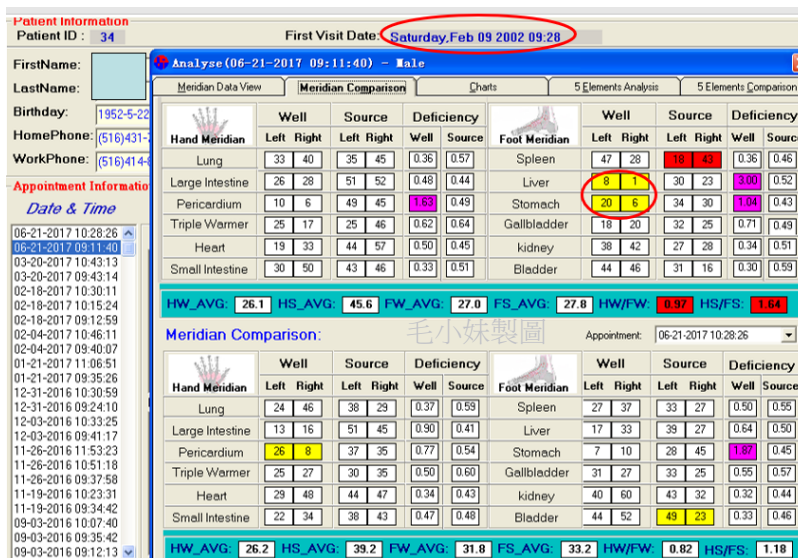 Patient Information
Patient ID : 34 First Visit Date: Saturday,Feb 09 2002 09:28
FirstName:
LastName:
Birthday: 1952-5-22
HomePhone: (516)431-
WorkPhone: (516)414-
Appointment Informatio
Date & Time
06-21-2017 10:28:26
06-21-2017 09:11:40
03-20-2017 10:43:13
03-20-2017 09:43:14
02-18-2017 10:30:11
02-18-2017 10:15:24
02-18-2017 09:12:59
02-04-2017 10:46:11
02-04-2017 09:40:07
01-21-2017 11:06:51
01-21-2017 09:35:26
12-31-2016 10:30:59
12-31-2016 09:24:10
12-03-2016 10:33:25
12-03-2016 09:41:17
11-26-2016 11:53:23
11-26-2016 10:51:18
11-26-2016 09:37:58
11-19-2016 10:23:31
11-19-2016 09:34:42
09-03-2016 10:07:40
09-03-2016 09:35:42
09-03-2016 09:12:13
Analyse(06-21-2017 09:11:40) - Male
Meridian Data View Meridian Comparison Charts 5 Elements Analysis 5 Elements Comparison
Well Source Deficiency Well Source Deficiency
Hand Meridian Left Right Left Right Well Source Foot Meridian Left Right Left Right Well Sourc
Lung 33 40 35 45 0.36 0.57 Spleen 47 28 18 43 0.36 0.46
Large Intestine 26 28 51 52 0.48 0.44 Liver 8 1 30 23 3.00 0.52
Pericardium 10 6 49 45 1.63 0.49 Stomach 20 6 34 30 1.04 0.43
Triple Warmer 25 17 25 46 0.62 0.64 Gallbladder 18 20 32 25 0.71 0.49
Heart 19 33 44 57 0.50 0.45 kidney 38 42 27 28 0.34 0.51
Small Intestine 30 50 43 46 0.33 0.51 Bladder 44 46 31 16 0.30 0.59
HW_AVG: 26.1 HS_AVG: 45.6 FW_AVG: 27.0 FS_AVG: 27.8 HW/FW: 0.97 HS/FS: 1.64
Meridian Comparison: 毛小妹製圖 Appointment: 06-21-2017 10:28:26
Well Source Deficiency Well Source Deficiency
Hand Meridian Left Right Left Right Well Source Foot Meridian Left Right Left Right Well Source
Lung 24 46 38 29 0.37 0.59 Spleen 27 37 33 27 0.50 0.55
Large Intestine 13 16 51 45 0.90 0.41 Liver 17 33 39 27 0.64 0.50
Pericardium 26 8 37 35 0.77 0.54 Stomach 7 10 28 45 1.87 0.45
Triple Warmer 25 27 30 35 0.50 0.60 Gallbladder 31 27 33 25 0.55 0.57
Heart 29 48 44 47 0.34 0.43 kidney 40 60 43 32 0.32 0.44
Small Intestine 22 34 38 43 0.47 0.48 Bladder 44 52 49 23 0.33 0.46
HW_AVG: 26.2 HS_AVG: 39.2 FW_AVG: 31.8 FS_AVG: 33.2 HW/FW: 0.82 HS/FS: 1.18